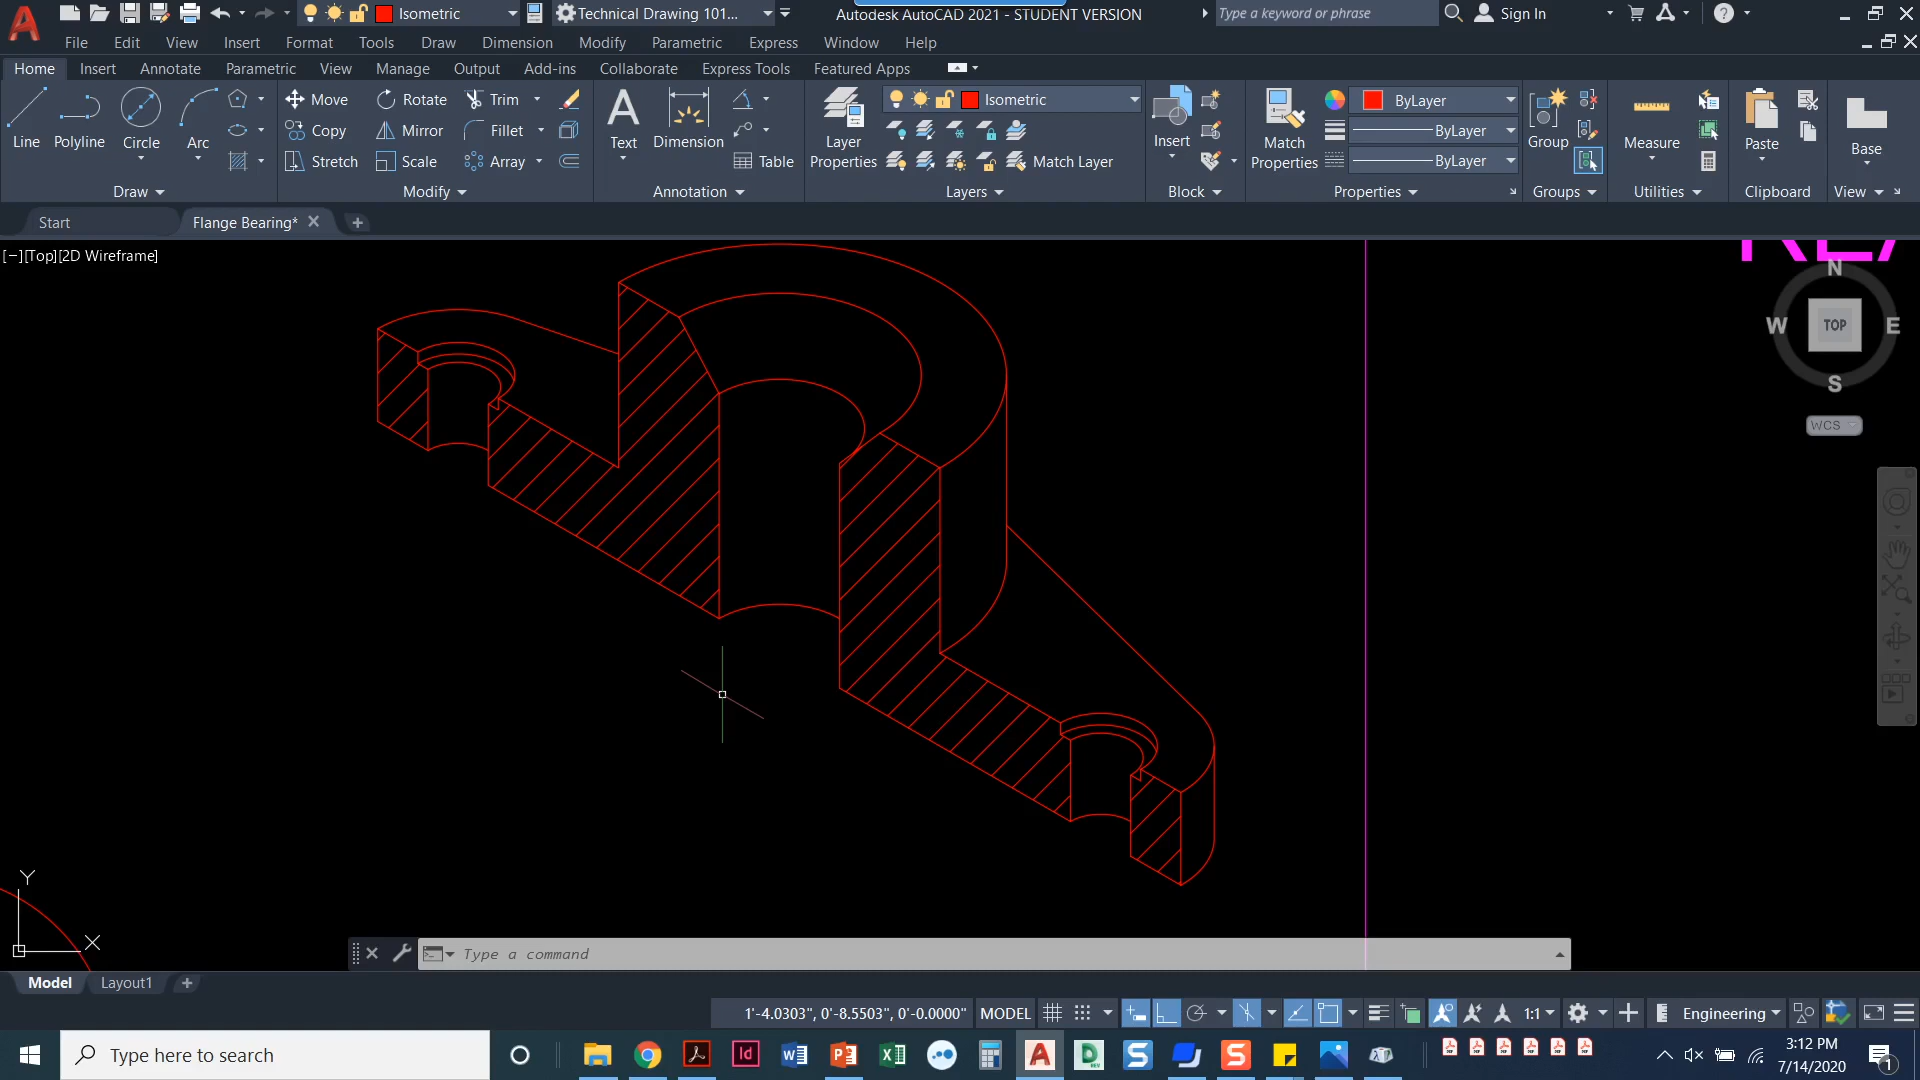 Isometric
Technical Drawing 101...
Autodesk AutoCAD 2021 - STUDENT VERSION
Type a keyword or phrase
Sign In
File Edit View Insert Format Tools Draw Dimension Modify Parametric Express Window Help
Home Insert Annotate Parametric View Manage Output Add-ins Collaborate Express Tools Featured Apps
Line Polyline Circle Arc
Move Rotate Trim
Copy Mirror Fillet
Stretch Scale Array
Text Dimension Table
Layer Properties
Isometric
Match Layer
Insert
Match Properties
ByLayer
ByLayer
ByLayer
Group
Measure
Paste
Base
Draw Modify Annotation Layers Block Properties Groups Utilities Clipboard View
Start Flange Bearing*
[−][Top][2D Wireframe]
N
W TOP E
S
WCS
Y
X
Type a command
Model Layout1
1'-4.0303", 0'-8.5503", 0'-0.0000" MODEL 1:1 Engineering
Type here to search
3:12 PM
7/14/2020
1